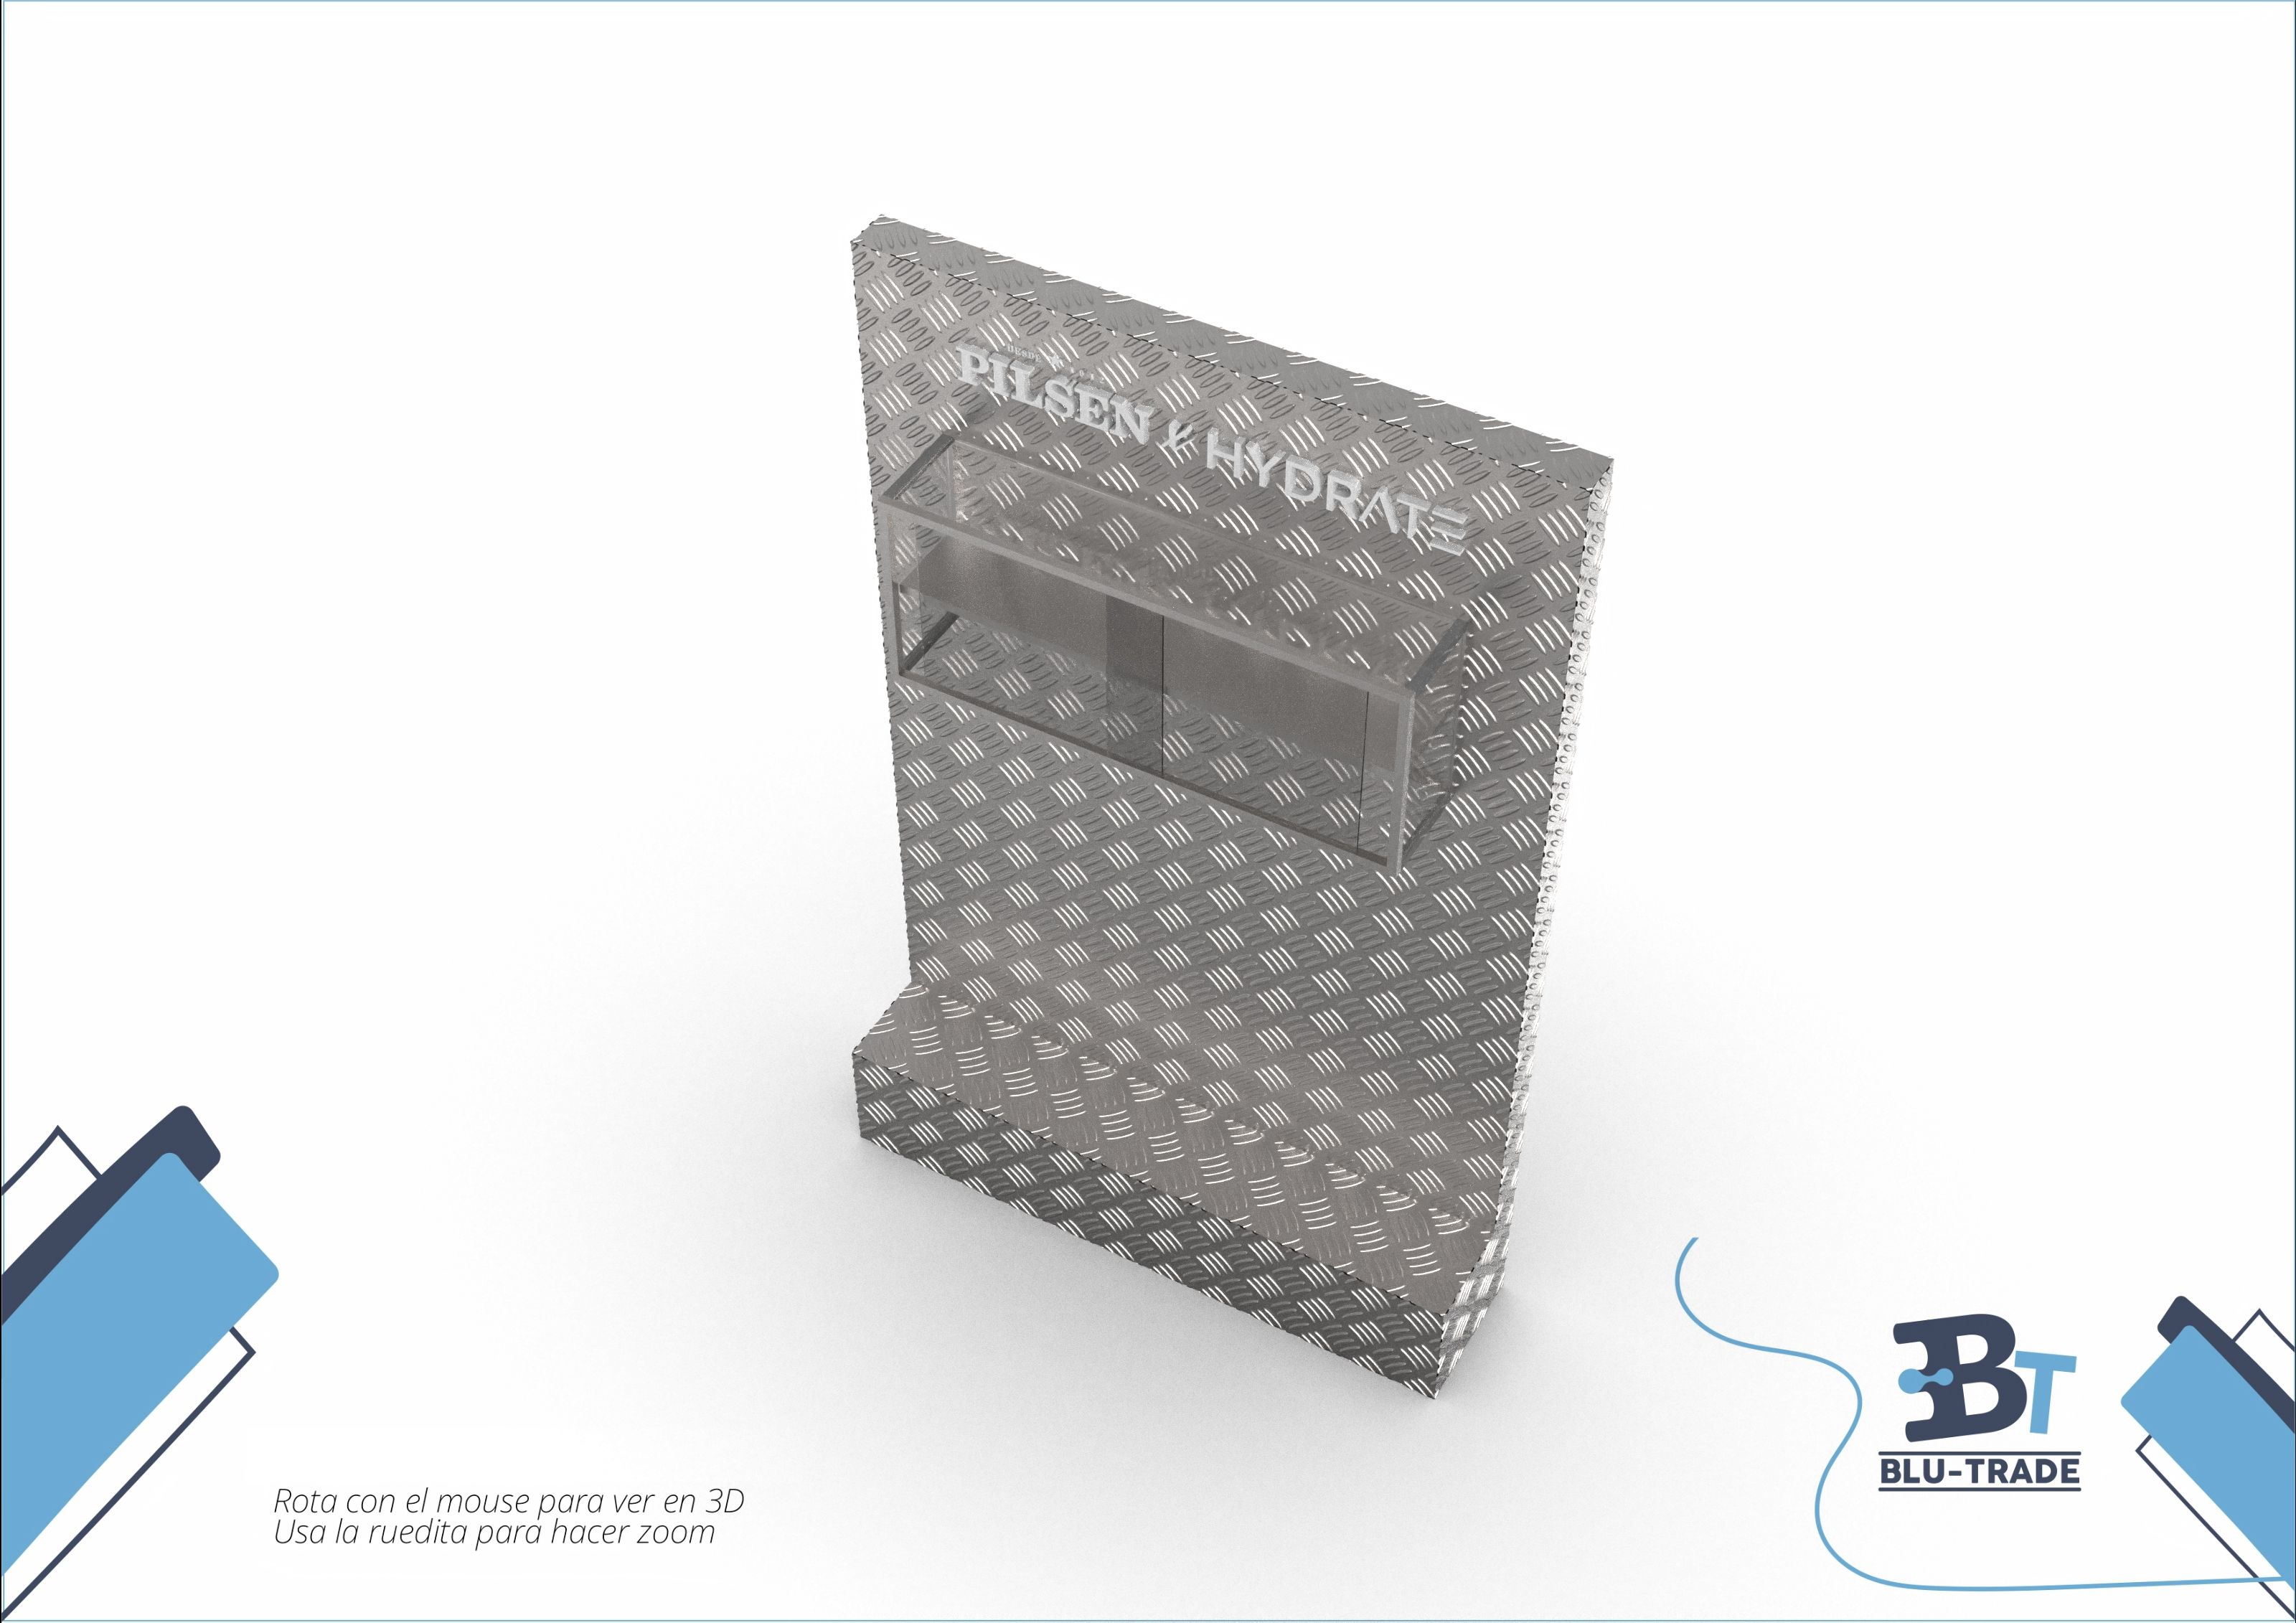 DESDE
PILSEN & HYDRATE
Rota con el mouse para ver en 3D
Usa la ruedita para hacer zoom
BT
BLU-TRADE